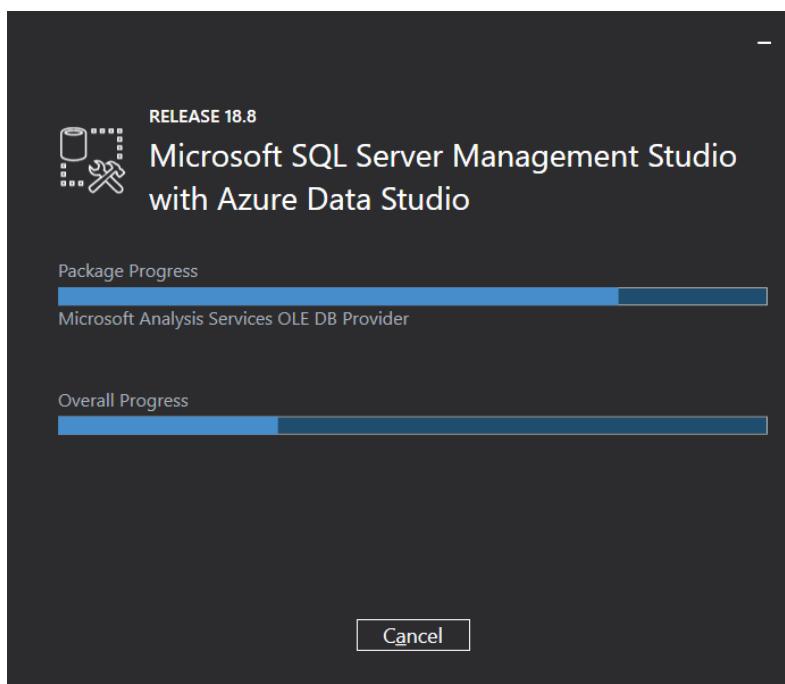 RELEASE 18.8
Microsoft SQL Server Management Studio
with Azure Data Studio
Package Progress
Microsoft Analysis Services OLE DB Provider
Overall Progress
Cancel